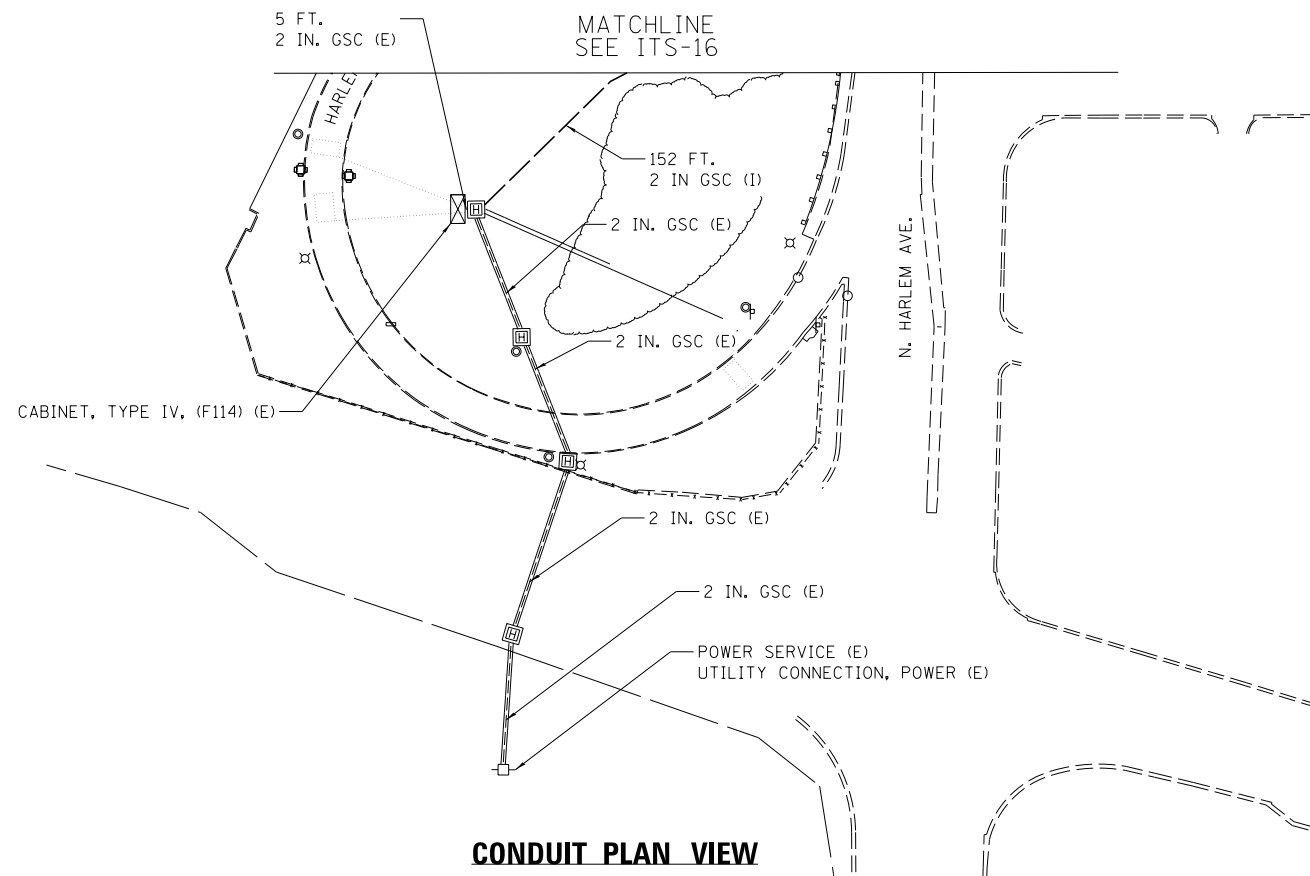 5 FT.
2 IN. GSC (E)
MATCHLINE
SEE ITS-16
HARLEM
152 FT.
2 IN GSC (I)
2 IN. GSC (E)
N. HARLEM AVE.
2 IN. GSC (E)
CABINET, TYPE IV, (F114) (E)
2 IN. GSC (E)
2 IN. GSC (E)
POWER SERVICE (E)
UTILITY CONNECTION, POWER (E)
H
H
H
H
CONDUIT PLAN VIEW